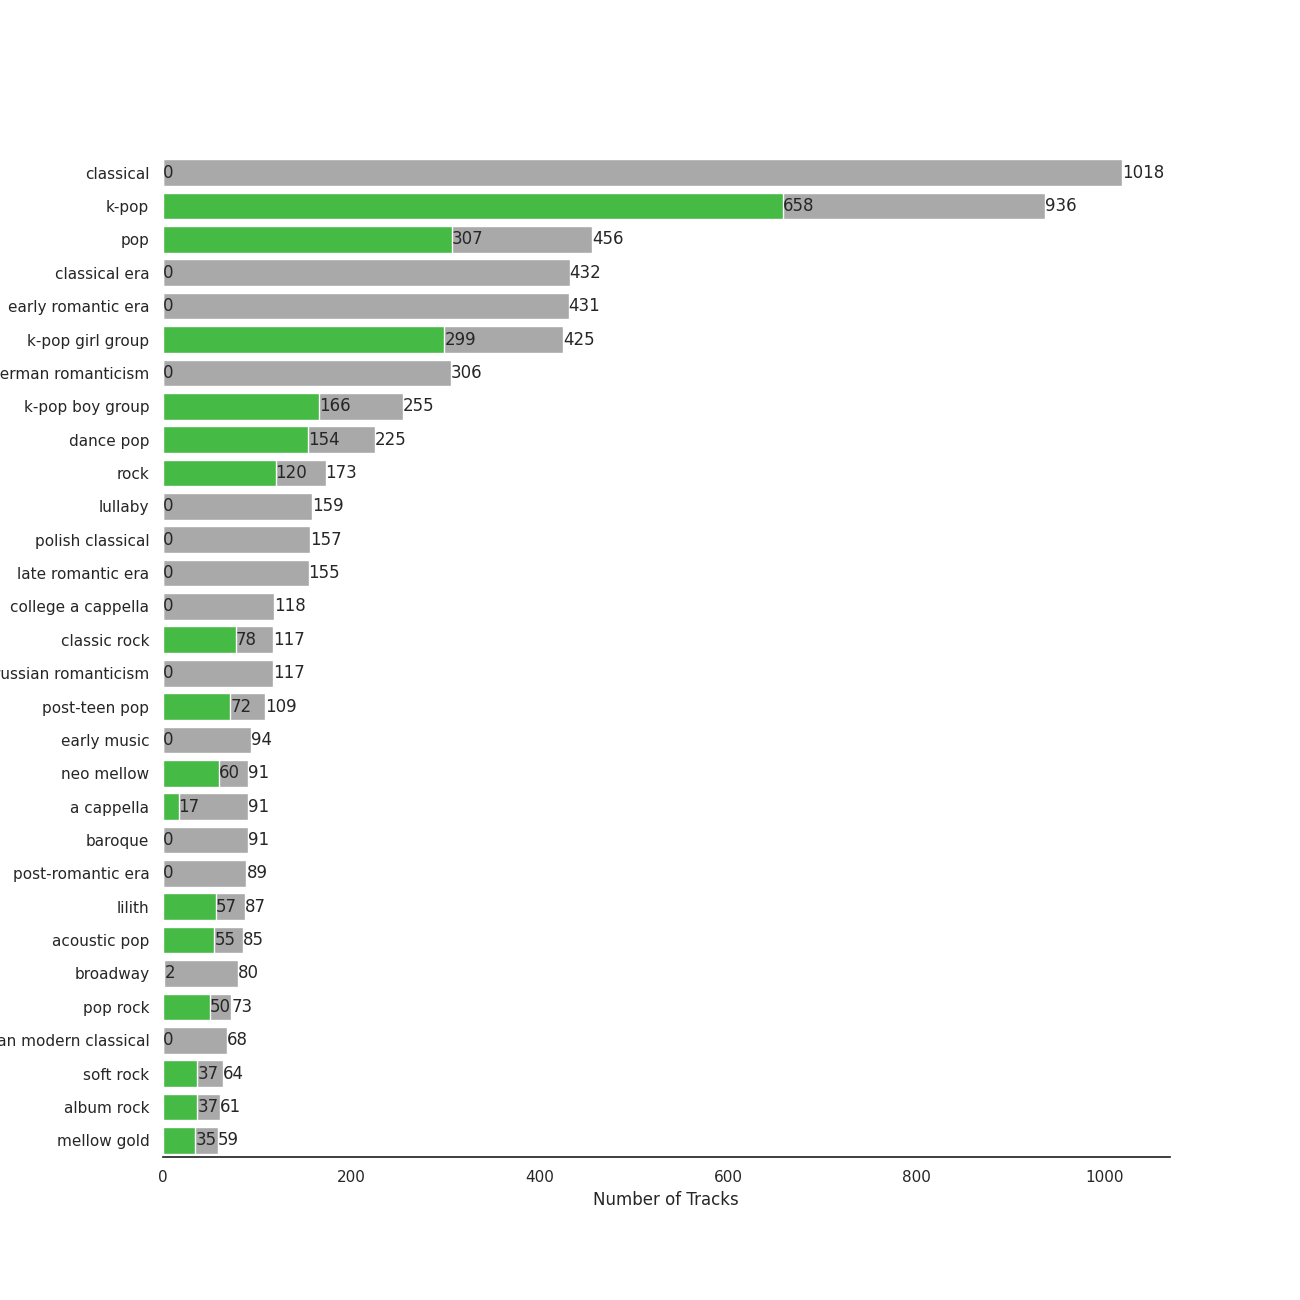 classical 0 1018
k-pop 658 936
pop 307 456
classical era 0 432
early romantic era 0 431
k-pop girl group 299 425
erman romanticism 0 306
k-pop boy group 166 255
dance pop 154 225
rock 120 173
lullaby 0 159
polish classical 0 157
late romantic era 0 155
college a cappella 0 118
classic rock 78 117
russian romanticism 0 117
post-teen pop 72 109
early music 0 94
neo mellow 60 91
a cappella 17 91
baroque 0 91
post-romantic era 0 89
lilith 57 87
acoustic pop 55 85
broadway 2 80
pop rock 50 73
an modern classical 0 68
soft rock 37 64
album rock 37 61
mellow gold 35 59
0 200 400 600 800 1000
Number of Tracks